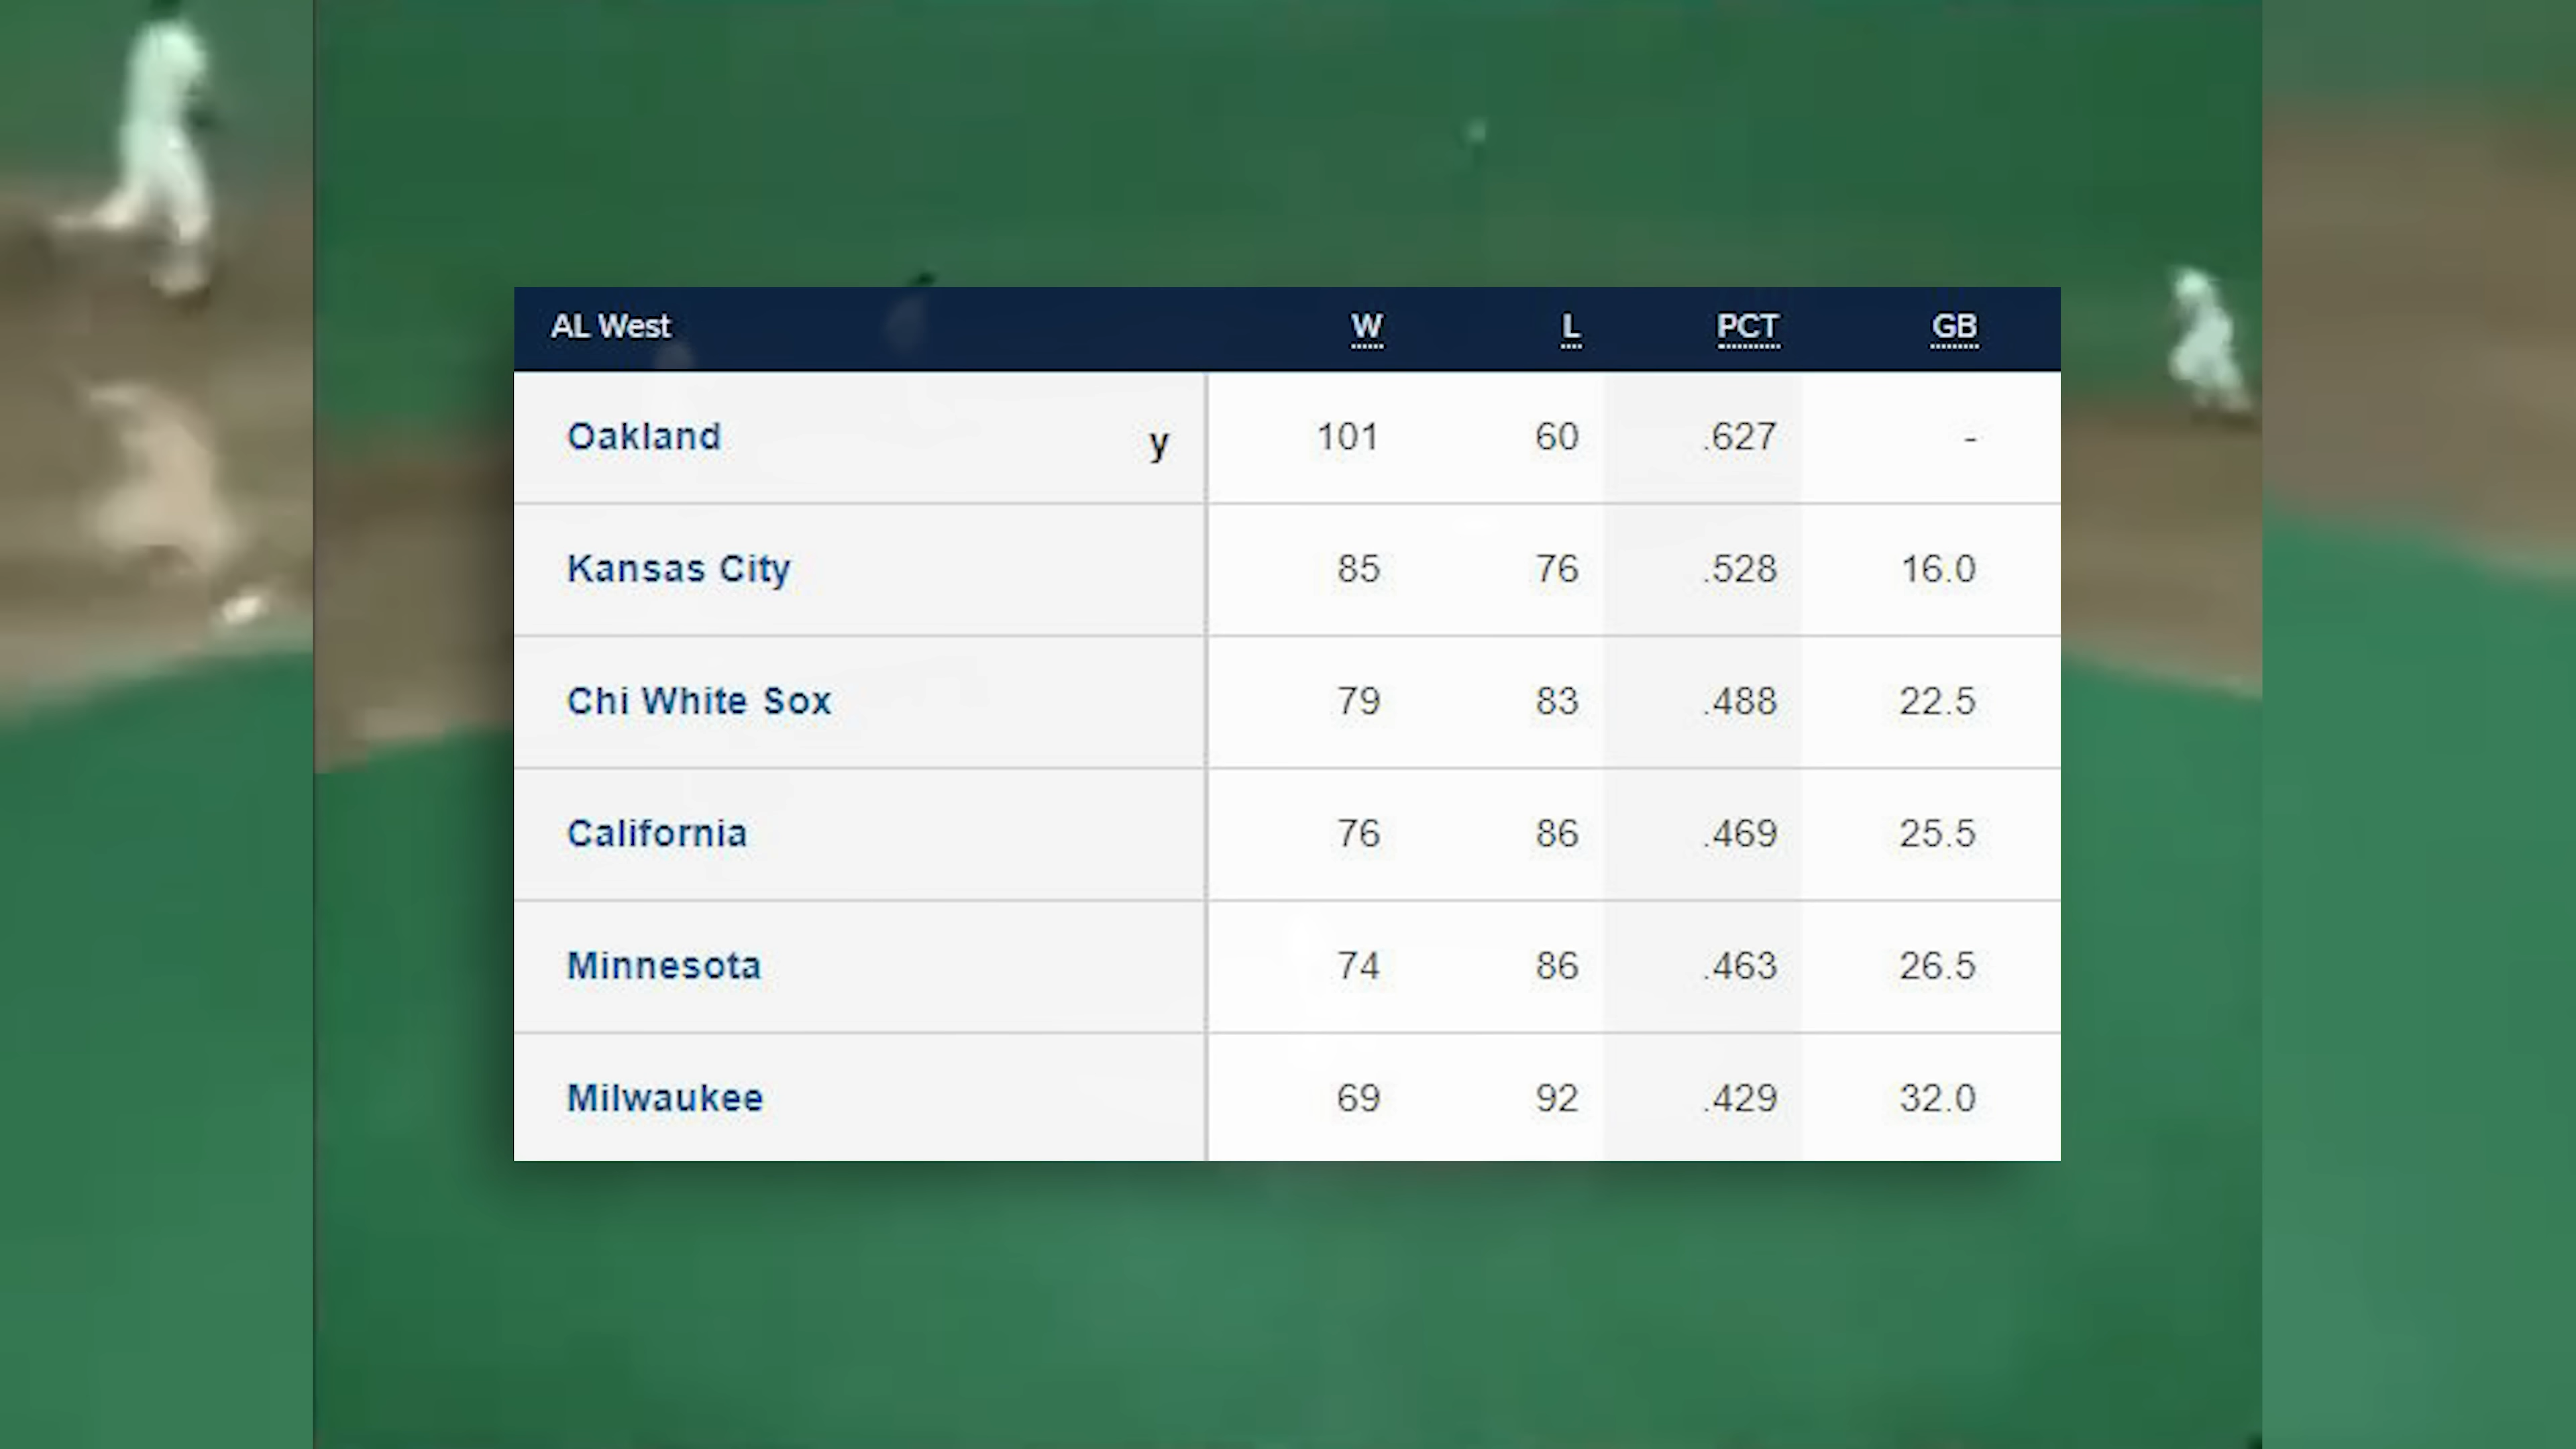 AL West W L PCT GB
Oakland y 101 60 .627 -
Kansas City 85 76 .528 16.0
Chi White Sox 79 83 .488 22.5
California 76 86 .469 25.5
Minnesota 74 86 .463 26.5
Milwaukee 69 92 .429 32.0